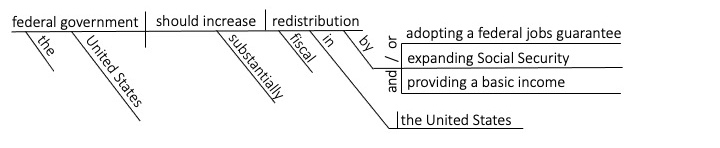 federal government should increase redistribution
the
United States
substantially
fiscal
in
by
and / or
adopting a federal jobs guarantee
expanding Social Security
providing a basic income
the United States